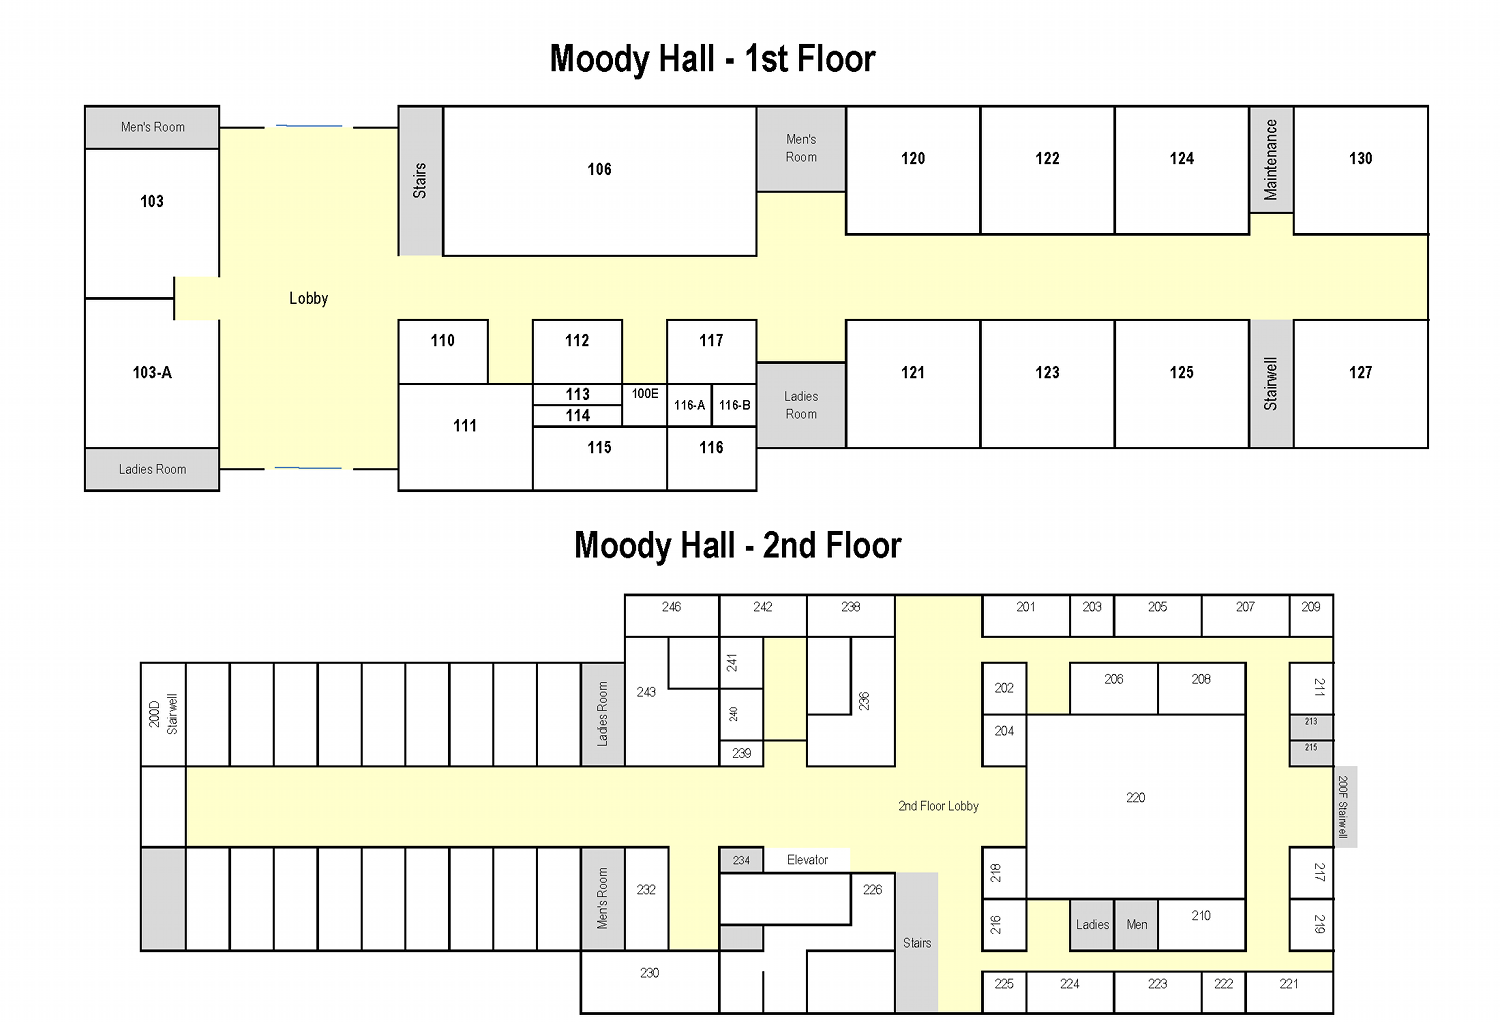 Moody Hall - 1st Floor
Men's Room
103
Lobby
103-A
Ladies Room
Stairs
106
Men's
Room
120
122
124
Maintenance
130
110
112
117
113
114
100E
116-A
116-B
111
115
116
Ladies
Room
121
123
125
Stairwell
127
Moody Hall - 2nd Floor
246
242
238
201
203
205
207
209
200D
Stairwell
Ladies Room
243
241
240
239
236
202
204
206
208
211
213
215
2nd Floor Lobby
220
200F Stairwell
Men's Room
232
234
Elevator
226
Stairs
218
216
Ladies
Men
210
217
219
230
225
224
223
222
221